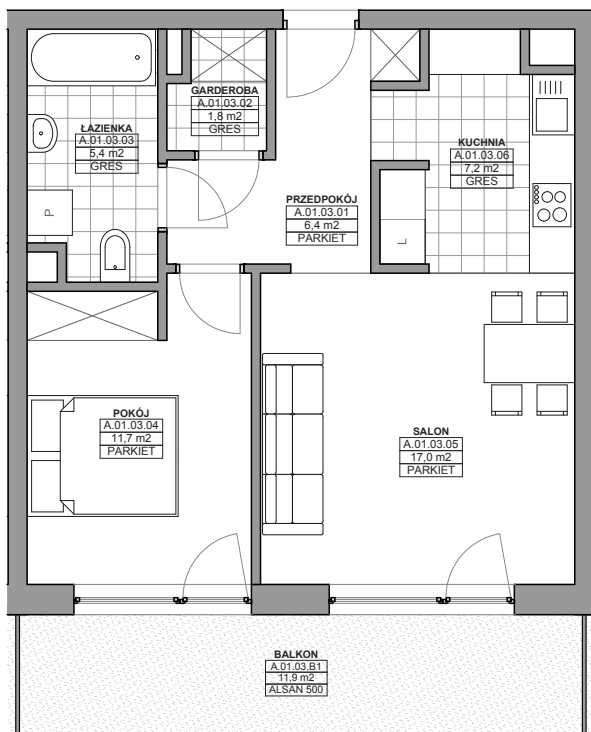 GARDEROBA
A.01.03.02
1,8 m2
GRES
ŁAZIENKA
A.01.03.03
5,4 m2
GRES
KUCHNIA
A.01.03.06
7,2 m2
GRES
PRZEDPOKÓJ
A.01.03.01
6,4 m2
PARKIET
P
L
POKÓJ
A.01.03.04
11,7 m2
PARKIET
SALON
A.01.03.05
17,0 m2
PARKIET
BALKON
A.01.03.B1
11,9 m2
ALSAN 500